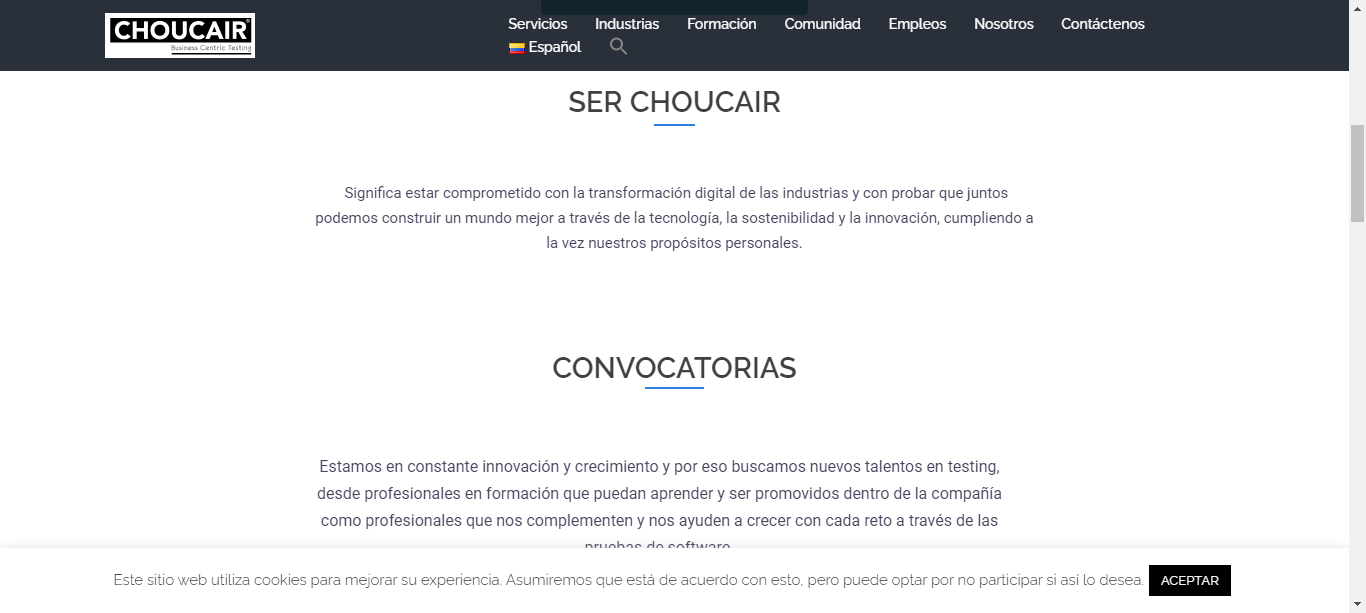 CHOUCAIR®
Business Centric Testing
Servicios Industrias Formación Comunidad Empleos Nosotros Contáctenos
Español
SER CHOUCAIR
Significa estar comprometido con la transformación digital de las industrias y con probar que juntos
podemos construir un mundo mejor a través de la tecnología, la sostenibilidad y la innovación, cumpliendo a
la vez nuestros propósitos personales.
CONVOCATORIAS
Estamos en constante innovación y crecimiento y por eso buscamos nuevos talentos en testing,
desde profesionales en formación que puedan aprender y ser promovidos dentro de la compañía
como profesionales que nos complementen y nos ayuden a crecer con cada reto a través de las
pruebas de software.
Este sitio web utiliza cookies para mejorar su experiencia. Asumiremos que está de acuerdo con esto, pero puede optar por no participar si así lo desea. ACEPTAR